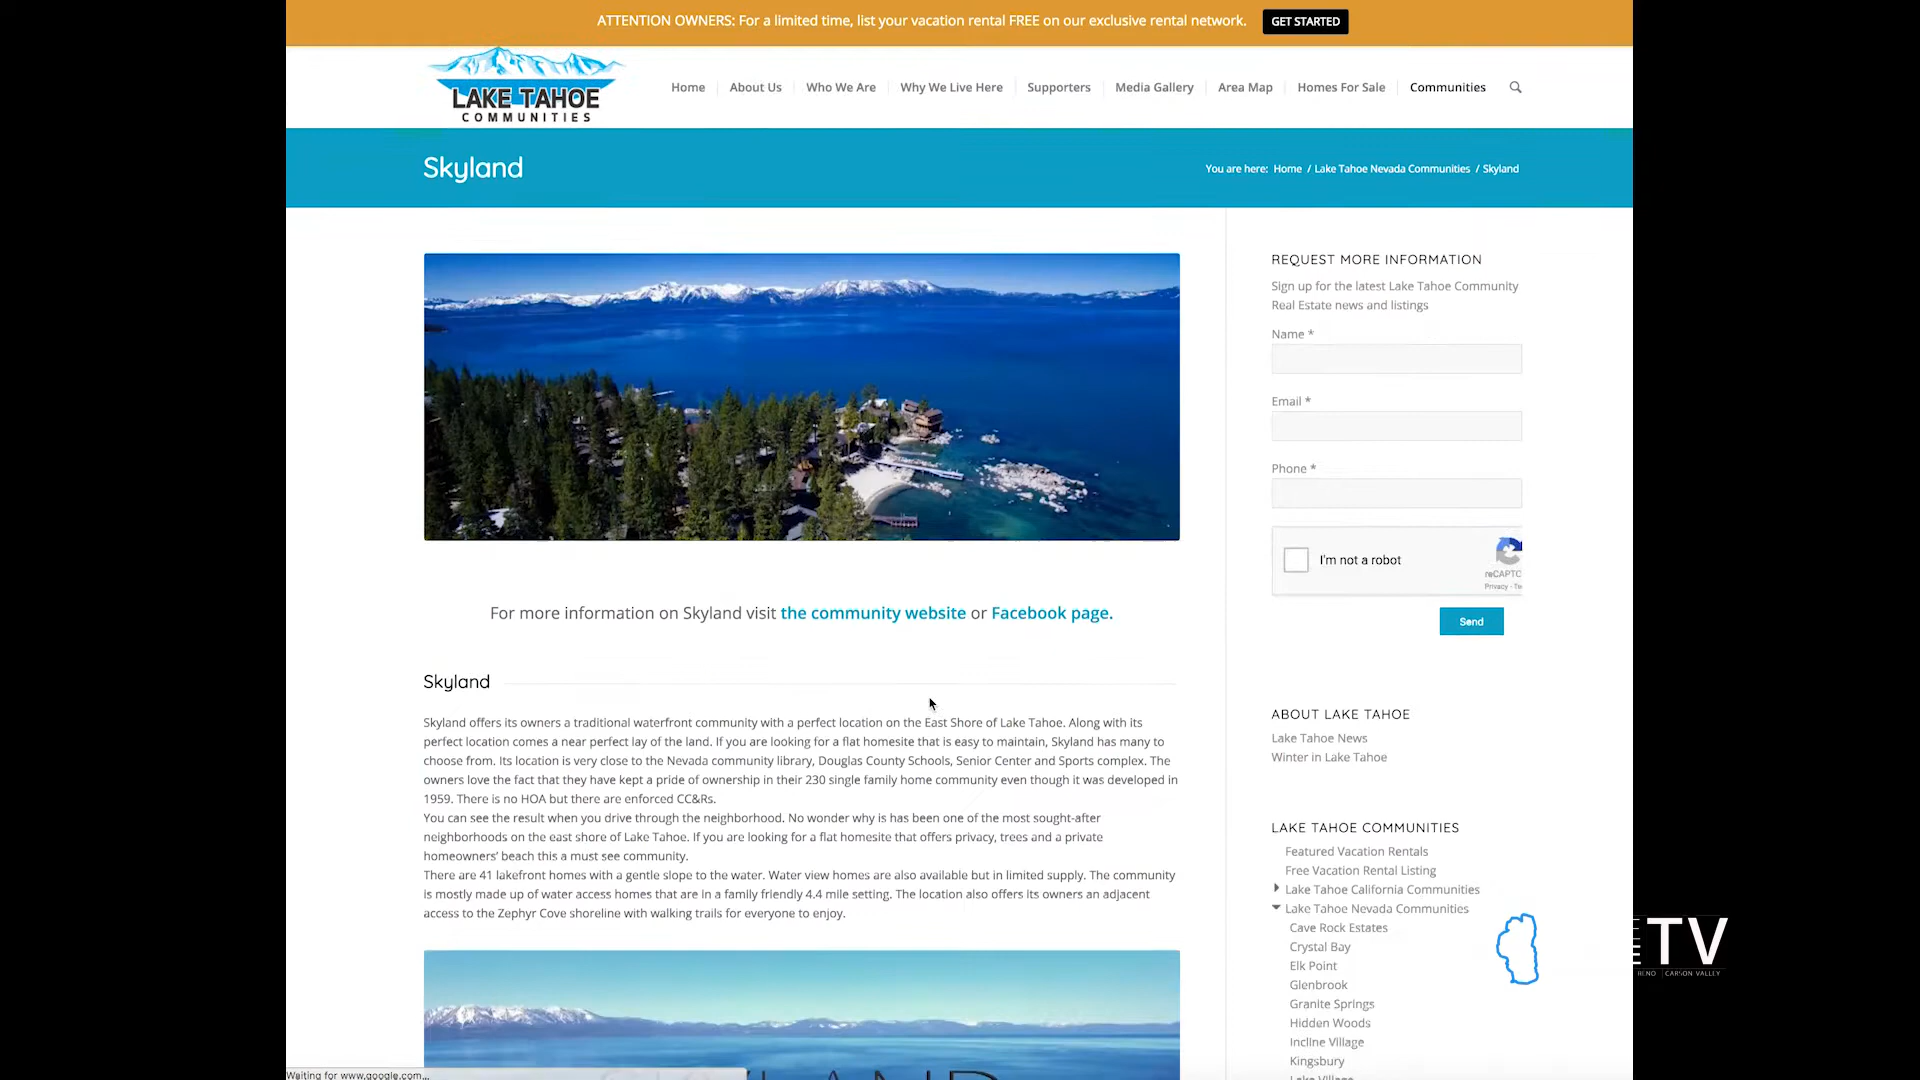 ATTENTION OWNERS: For a limited time, list your vacation rental FREE on our exclusive rental network. GET STARTED
LAKE TAHOE
COMMUNITIES
Home About Us Who We Are Why We Live Here Supporters Media Gallery Area Map Homes For Sale Communities
Skyland
You are here: Home / Lake Tahoe Nevada Communities / Skyland
For more information on Skyland visit the community website or Facebook page.
Skyland
Skyland offers its owners a traditional waterfront community with a perfect location on the East Shore of Lake Tahoe. Along with its
perfect location comes a near perfect lay of the land. If you are looking for a flat homesite that is easy to maintain, Skyland has many to
choose from. Its location is very close to the Nevada community library, Douglas County Schools, Senior Center and Sports complex. The
owners love the fact that they have kept a pride of ownership in their 230 single family home community even though it was developed in
1959. There is no HOA but there are enforced CC&Rs.
You can see the result when you drive through the neighborhood. No wonder why is has been one of the most sought-after
neighborhoods on the east shore of Lake Tahoe. If you are looking for a flat homesite that offers privacy, trees and a private
homeowners' beach this a must see community.
There are 41 lakefront homes with a gentle slope to the water. Water view homes are also available but in limited supply. The community
is mostly made up of water access homes that are in a family friendly 4.4 mile setting. The location also offers its owners an adjacent
access to the Zephyr Cove shoreline with walking trails for everyone to enjoy.
REQUEST MORE INFORMATION
Sign up for the latest Lake Tahoe Community
Real Estate news and listings
Name *
Email *
Phone *
I'm not a robot
reCAPTC
Privacy - Te
Send
ABOUT LAKE TAHOE
Lake Tahoe News
Winter in Lake Tahoe
LAKE TAHOE COMMUNITIES
Featured Vacation Rentals
Free Vacation Rental Listing
Lake Tahoe California Communities
Lake Tahoe Nevada Communities
Cave Rock Estates
Crystal Bay
Elk Point
Glenbrook
Granite Springs
Hidden Woods
Incline Village
Kingsbury
Lake Village
TV
RENO CARSON VALLEY
Waiting for www.google.com...